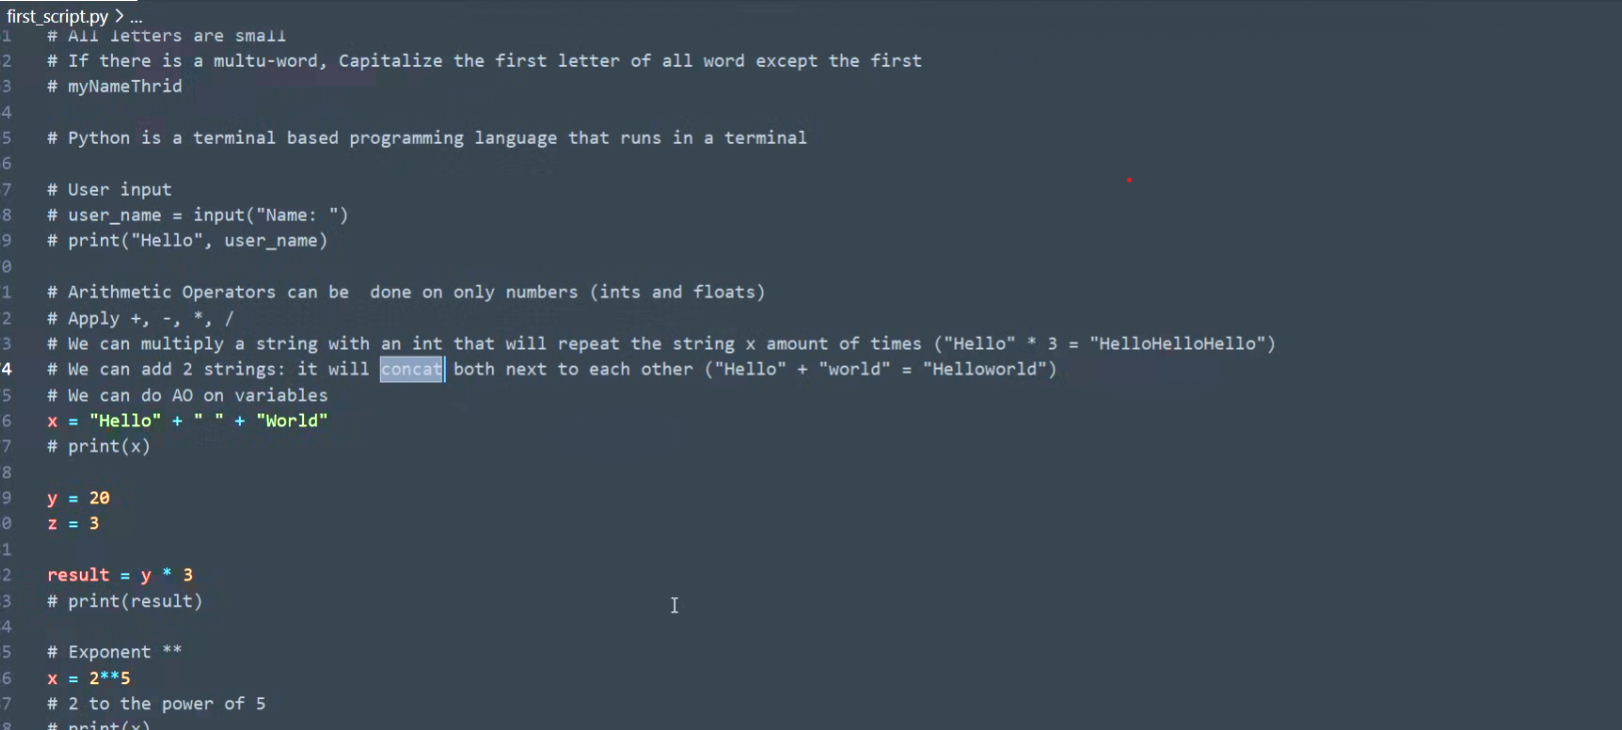 first_script.py > ...
1 # All letters are small
2 # If there is a multu-word, Capitalize the first letter of all word except the first
3 # myNameThrid
4
5 # Python is a terminal based programming language that runs in a terminal
6
7 # User input
8 # user_name = input("Name: ")
9 # print("Hello", user_name)
0
1 # Arithmetic Operators can be  done on only numbers (ints and floats)
2 # Apply +, -, *, /
3 # We can multiply a string with an int that will repeat the string x amount of times ("Hello" * 3 = "HelloHelloHello")
4 # We can add 2 strings: it will concat both next to each other ("Hello" + "world" = "Helloworld")
5 # We can do AO on variables
6 x = "Hello" + " " + "World"
7 # print(x)
8
9 y = 20
0 z = 3
1
2 result = y * 3
3 # print(result)
4
5 # Exponent **
6 x = 2**5
7 # 2 to the power of 5
8 # print(x)